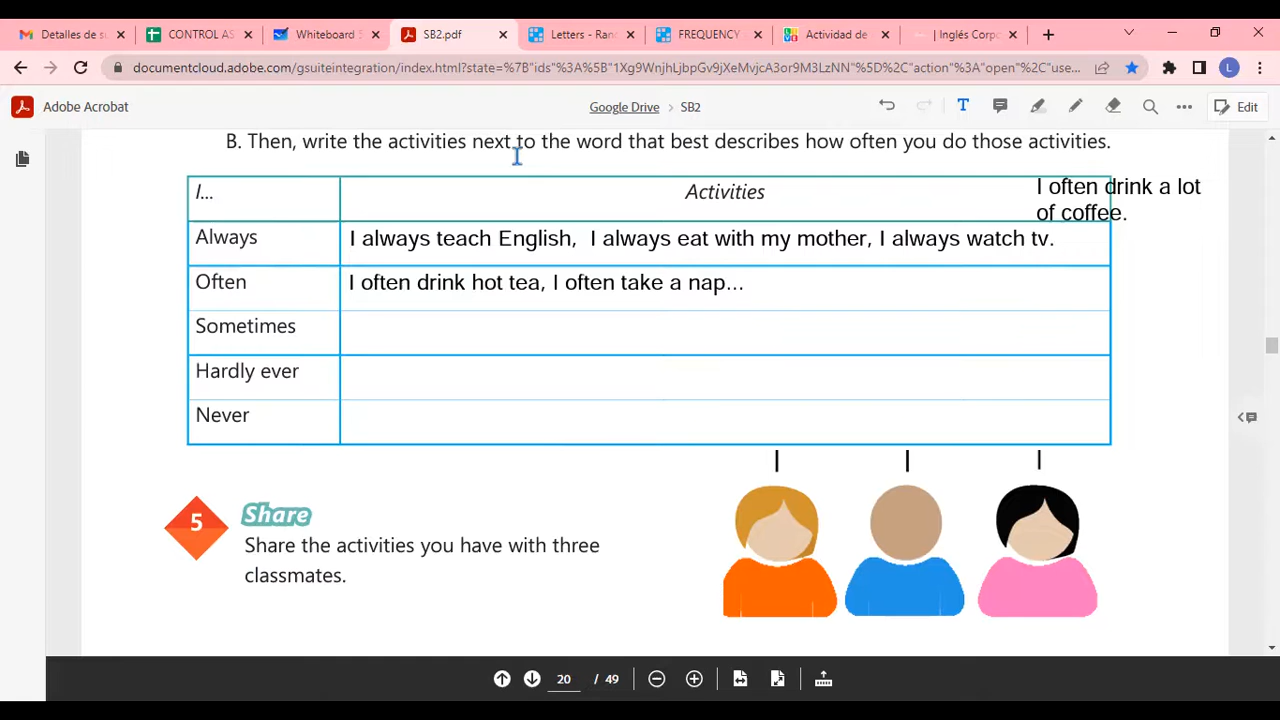 Detalles de su
CONTROL AS
Whiteboard S
SB2.pdf
Letters - Rand
FREQUENCY
Actividad de
| Inglés Corpo
documentcloud.adobe.com/gsuiteintegration/index.html?state=%7B"ids"%3A%5B"1Xg9WnjhLjbpGv9jXeMvjcA3or9M3LzNN"%5D%2C"action"%3A"open"%2C"use...
L
Adobe Acrobat
Google Drive > SB2
T
Edit
B. Then, write the activities next to the word that best describes how often you do those activities.
I... Activities
I often drink a lot
of coffee.
Always I always teach English, I always eat with my mother, I always watch tv.
Often I often drink hot tea, I often take a nap...
Sometimes
Hardly ever
Never
5 Share
Share the activities you have with three
classmates.
20 / 49